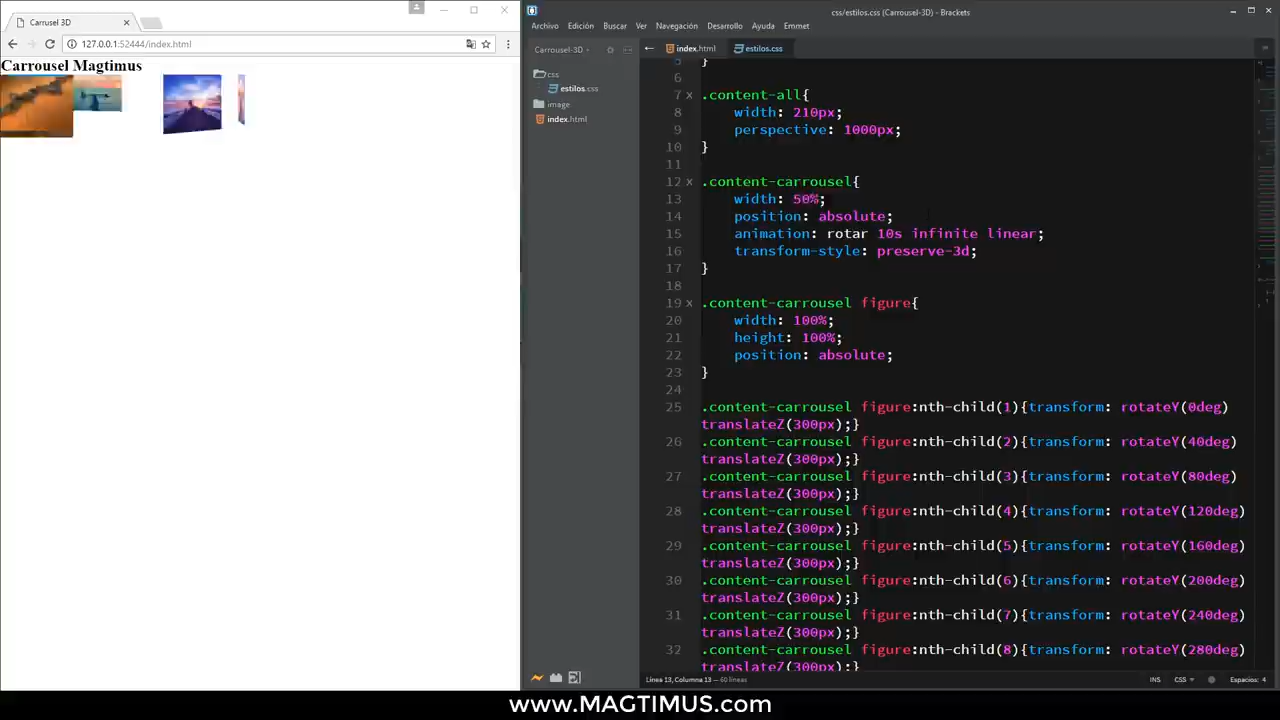 Carrusel 3D
127.0.0.1:52444/index.html
Carrousel Magtimus
css/estilos.css (Carrousel-3D) - Brackets
Archivo Edición Buscar Ver Navegación Desarrollo Ayuda Emmet
Carrousel-3D
css
estilos.css
image
index.html
index.html estilos.css
5 }
6
7 .content-all{
8 width: 210px;
9 perspective: 1000px;
10 }
11
12 .content-carrousel{
13 width: 50%;
14 position: absolute;
15 animation: rotar 10s infinite linear;
16 transform-style: preserve-3d;
17 }
18
19 .content-carrousel figure{
20 width: 100%;
21 height: 100%;
22 position: absolute;
23 }
24
25 .content-carrousel figure:nth-child(1){transform: rotateY(0deg)
translateZ(300px);}
26 .content-carrousel figure:nth-child(2){transform: rotateY(40deg)
translateZ(300px);}
27 .content-carrousel figure:nth-child(3){transform: rotateY(80deg)
translateZ(300px);}
28 .content-carrousel figure:nth-child(4){transform: rotateY(120deg)
translateZ(300px);}
29 .content-carrousel figure:nth-child(5){transform: rotateY(160deg)
translateZ(300px);}
30 .content-carrousel figure:nth-child(6){transform: rotateY(200deg)
translateZ(300px);}
31 .content-carrousel figure:nth-child(7){transform: rotateY(240deg)
translateZ(300px);}
32 .content-carrousel figure:nth-child(8){transform: rotateY(280deg)
translateZ(300px);}
Línea 13, Columna 13 — 60 líneas
INS CSS Espacios: 4
www.MAGTIMUS.com